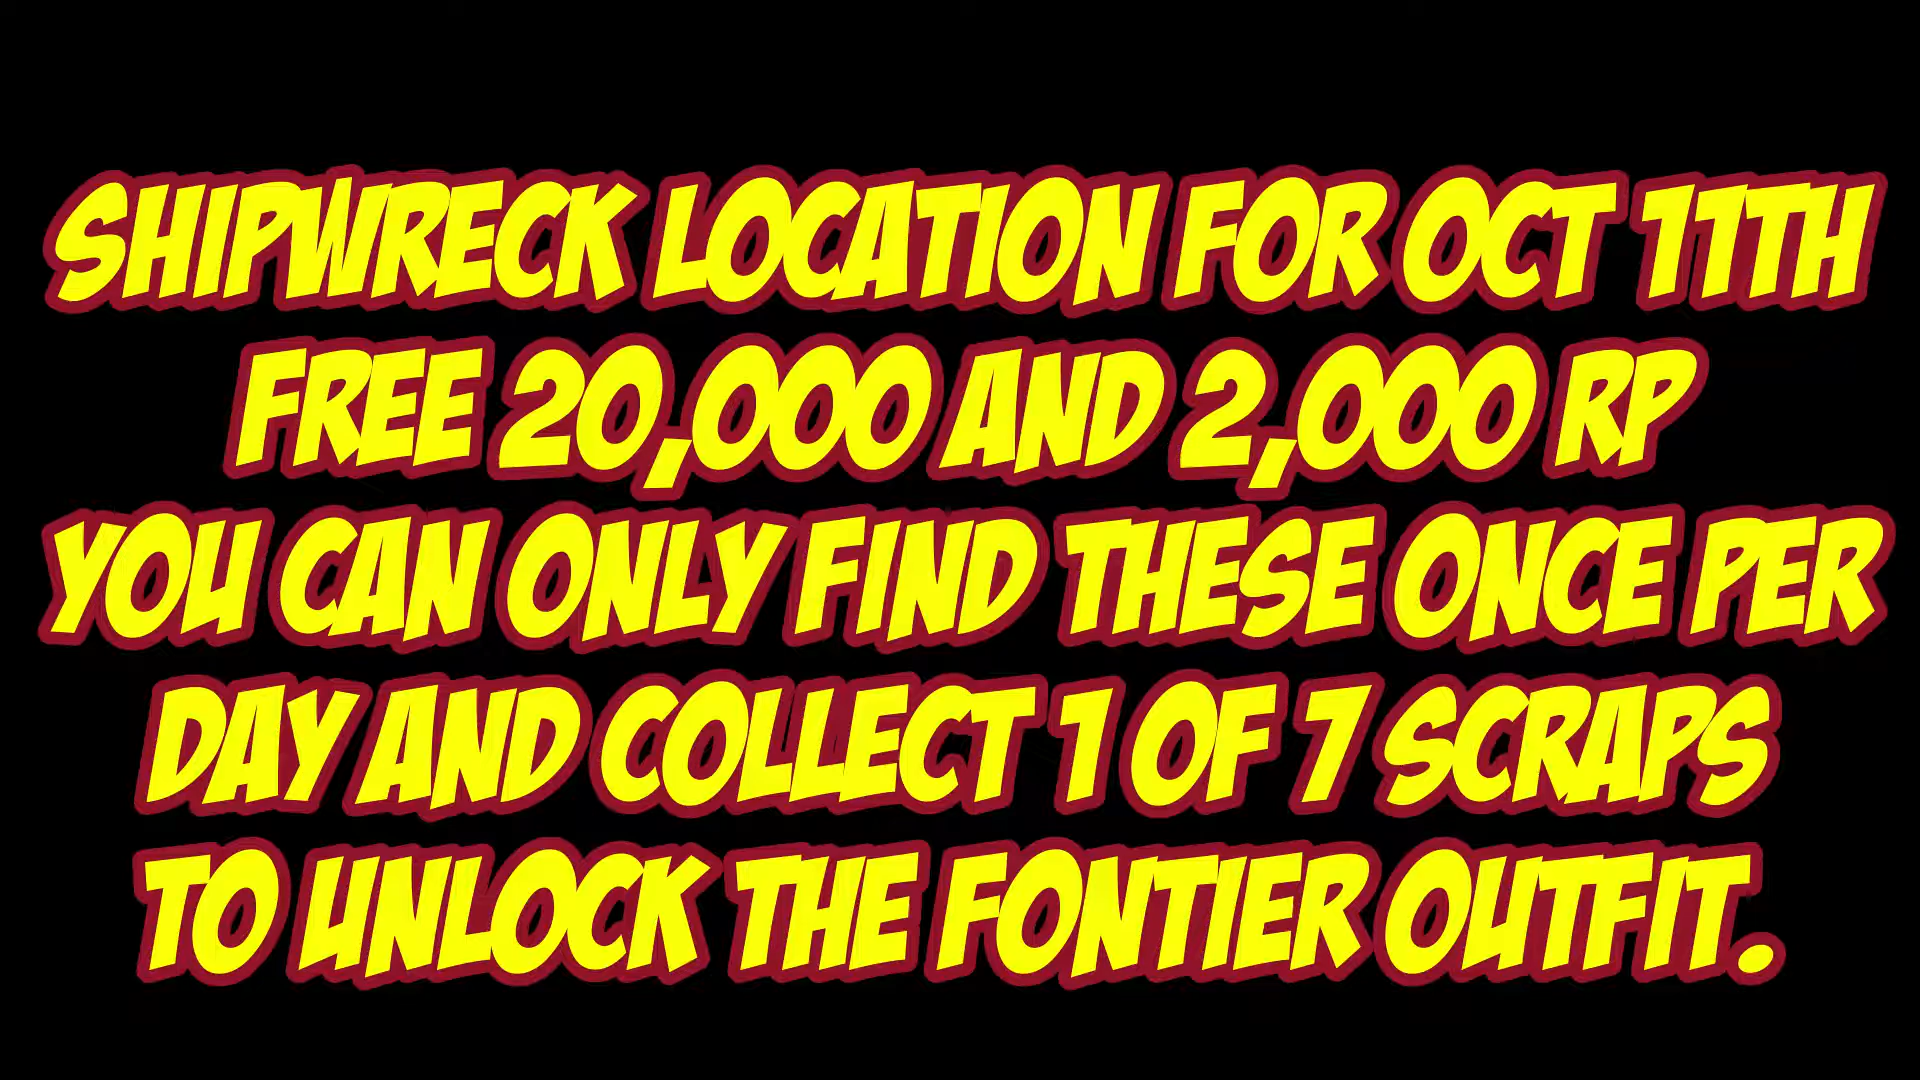 SHIPWRECK LOCATION FOR OCT 11TH
FREE 20,000 AND 2,000 RP
YOU CAN ONLY FIND THESE ONCE PER
DAY AND COLLECT 1 OF 7 SCRAPS
TO UNLOCK THE FONTIER OUTFIT.